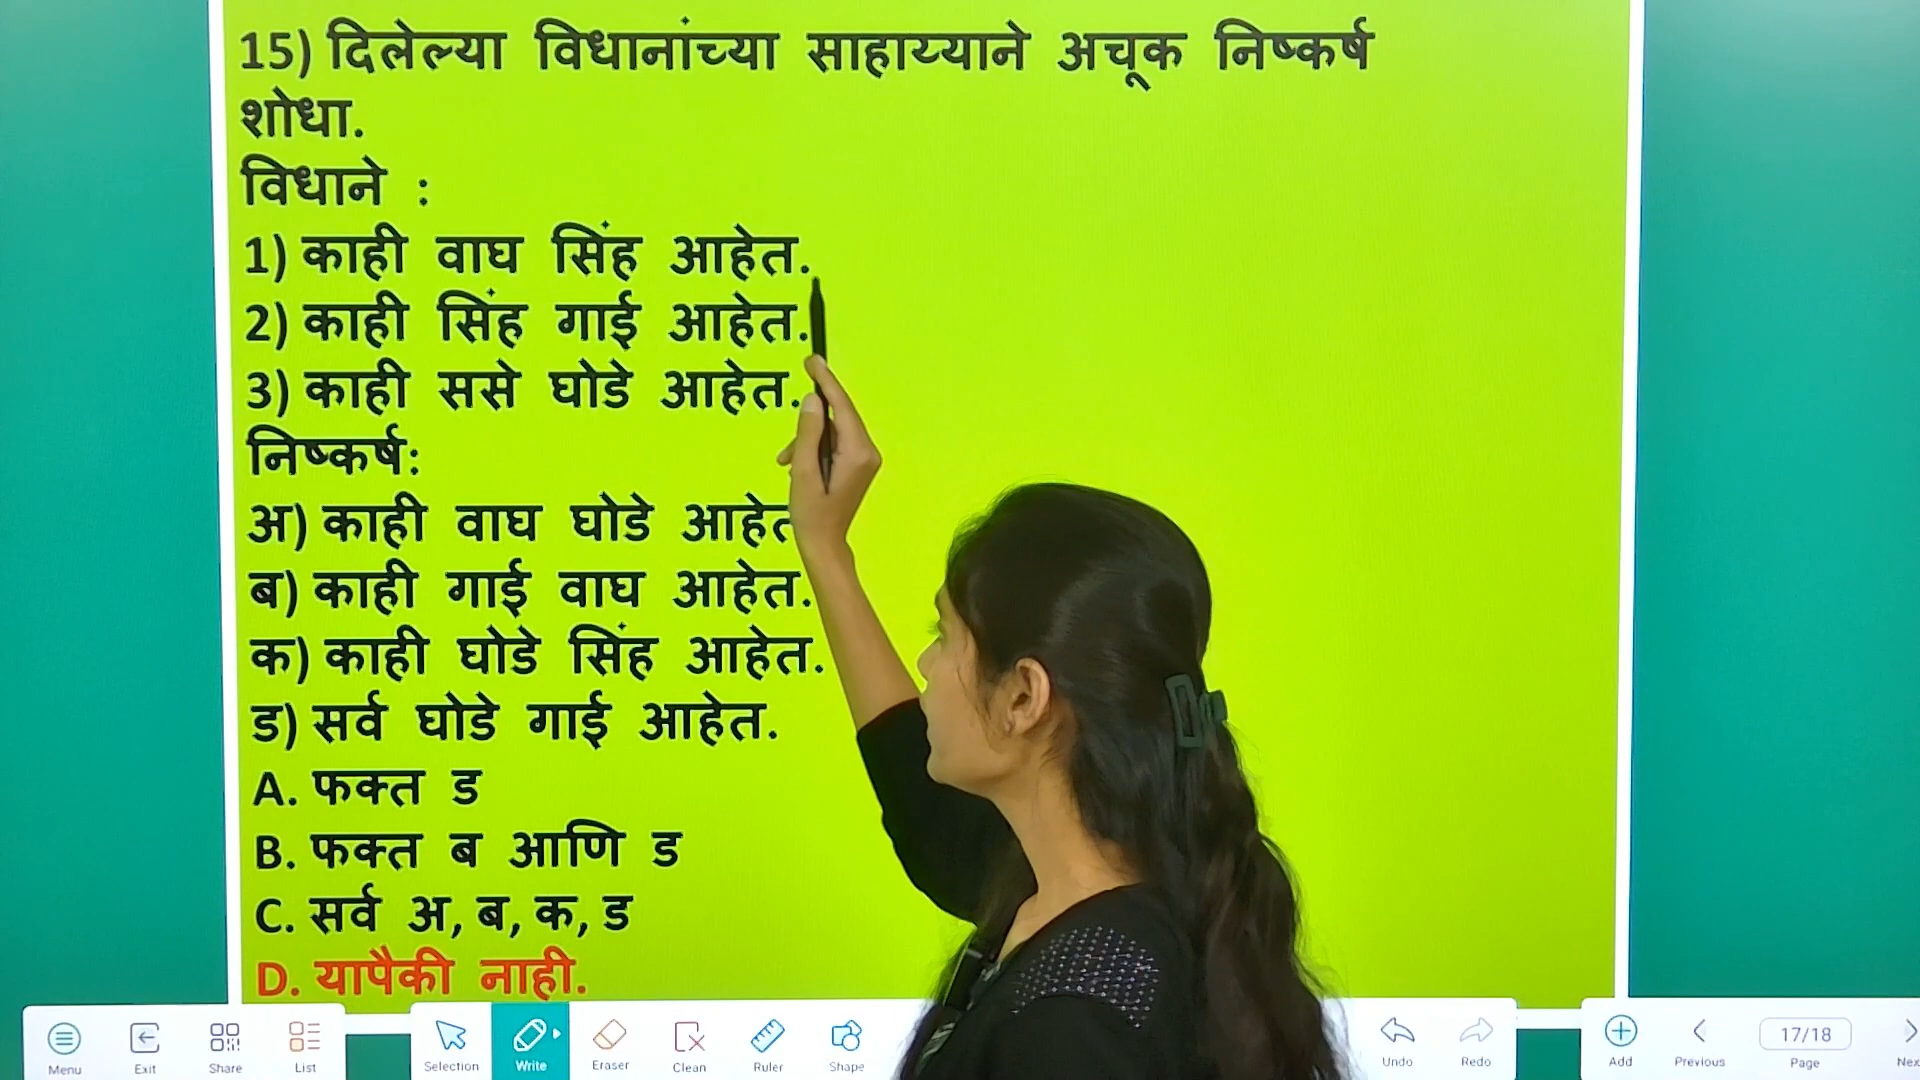 15) दिलेल्या विधानांच्या साहाय्याने अचूक निष्कर्ष
शोधा.
विधाने :
1) काही वाघ सिंह आहेत.
2) काही सिंह गाई आहेत.
3) काही ससे घोडे आहेत.
निष्कर्ष:
अ) काही वाघ घोडे आहेत
ब) काही गाई वाघ आहेत.
क) काही घोडे सिंह आहेत.
ड) सर्व घोडे गाई आहेत.
A. फक्त ड
B. फक्त ब आणि ड
C. सर्व अ, ब, क, ड
D. यापैकी नाही.
Menu Exit Share List Selection Write Eraser Clean Ruler Shape Undo Redo Add Previous 17/18 Page